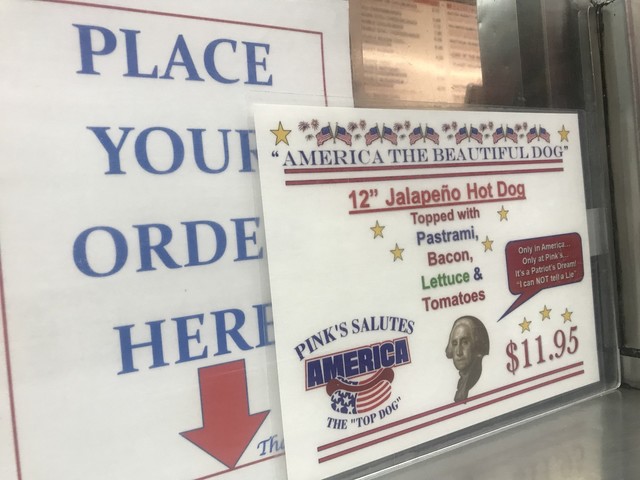 PLACE
YOUR
ORDE
HERE
"AMERICA THE BEAUTIFUL DOG"
12" Jalapeño Hot Dog
Topped with
Pastrami,
Bacon,
Lettuce &
Tomatoes
Only in America...
Only at Pink's...
It's a Patriot's Dream!
"I can NOT tell a Lie"
PINK'S SALUTES
AMERICA
THE "TOP DOG"
$11.95